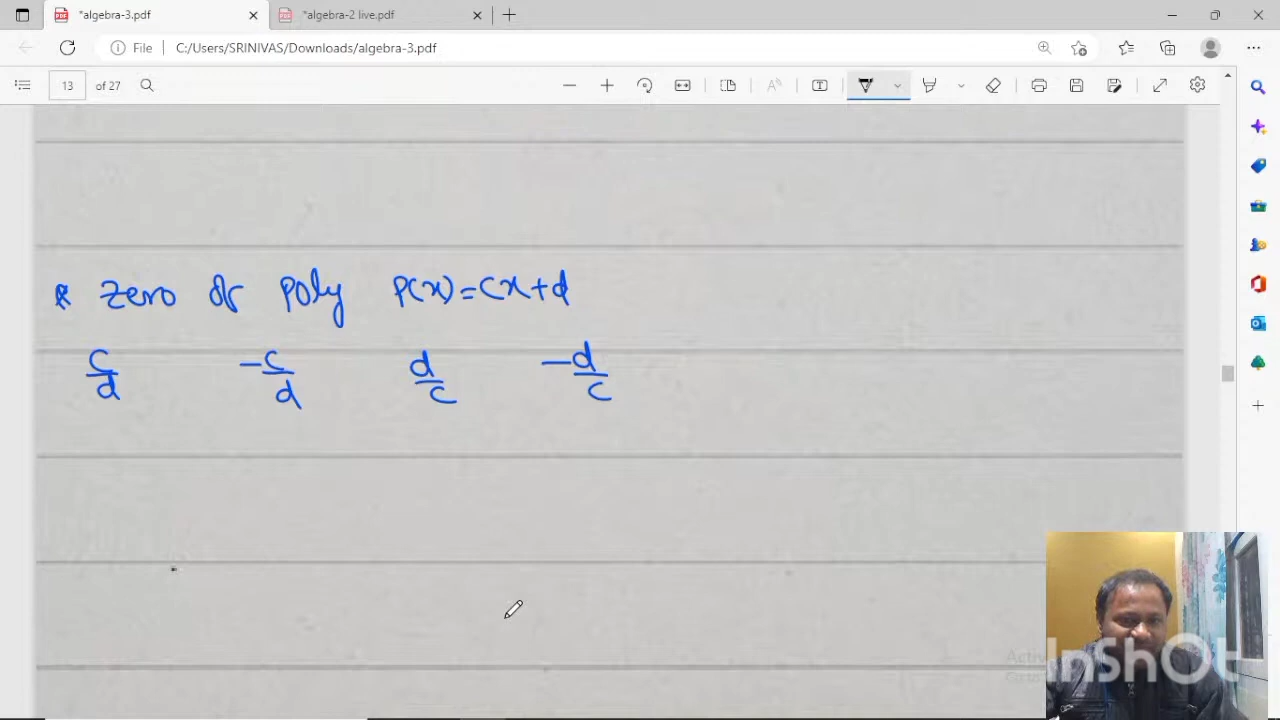 *algebra-3.pdf
*algebra-2 live.pdf
File C:/Users/SRINIVAS/Downloads/algebra-3.pdf
13 of 27
* zero of poly P(x)=cx+d
c/d -c/d d/c -d/c
InShOt